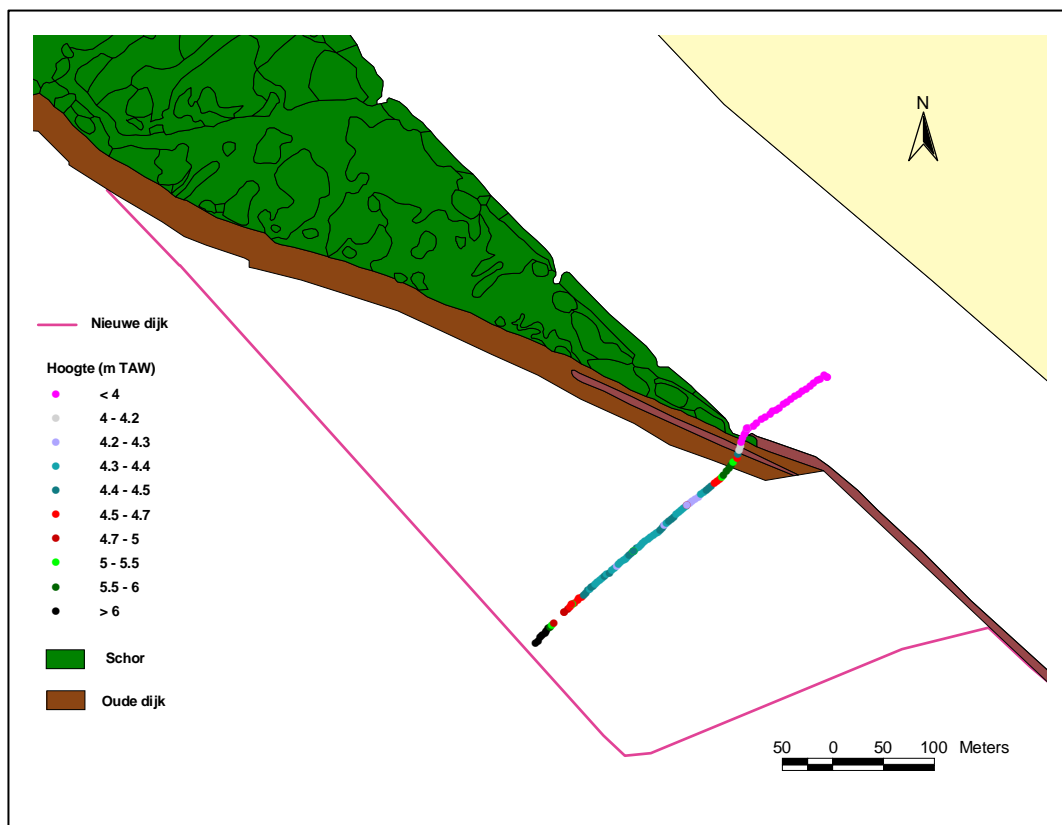 N
Nieuwe dijk
Hoogte (m TAW)
< 4
4 - 4.2
4.2 - 4.3
4.3 - 4.4
4.4 - 4.5
4.5 - 4.7
4.7 - 5
5 - 5.5
5.5 - 6
> 6
Schor
Oude dijk
50 0 50 100 Meters